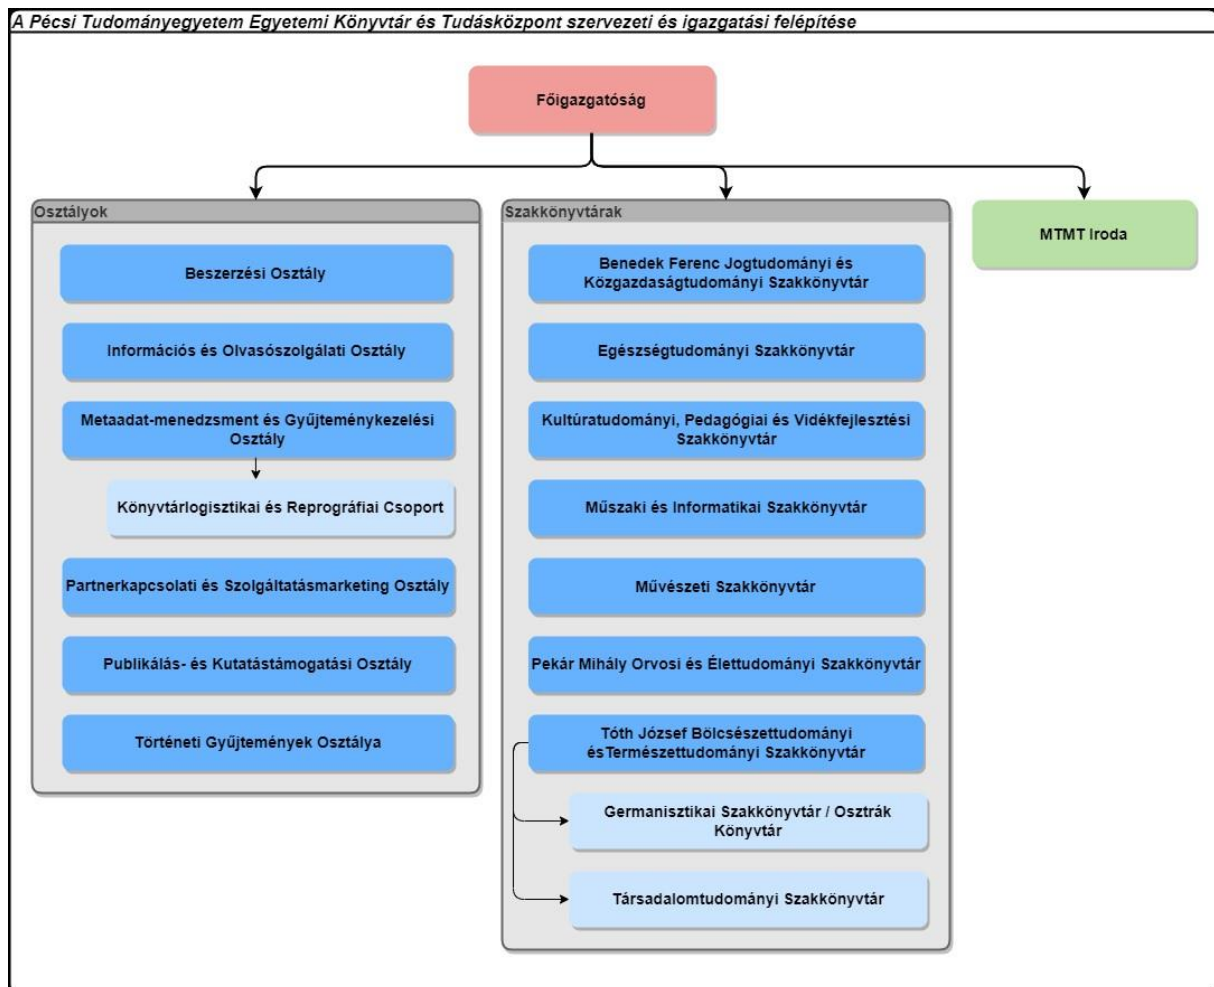 A Pécsi Tudományegyetem Egyetemi Könyvtár és Tudásközpont szervezeti és igazgatási felépítése
Főigazgatóság
Osztályok
Beszerzési Osztály
Információs és Olvasószolgálati Osztály
Metaadat-menedzsment és Gyűjteménykezelési
Osztály
Könyvtárlogisztikai és Reprográfiai Csoport
Partnerkapcsolati és Szolgáltatásmarketing Osztály
Publikálás- és Kutatástámogatási Osztály
Történeti Gyűjtemények Osztálya
Szakkönyvtárak
Benedek Ferenc Jogtudományi és
Közgazdaságtudományi Szakkönyvtár
Egészségtudományi Szakkönyvtár
Kultúratudományi, Pedagógiai és Vidékfejlesztési
Szakkönyvtár
Műszaki és Informatikai Szakkönyvtár
Művészeti Szakkönyvtár
Pekár Mihály Orvosi és Élettudományi Szakkönyvtár
Tóth József Bölcsészettudományi
ésTermészettudományi Szakkönyvtár
Germanisztikai Szakkönyvtár / Osztrák
Könyvtár
Társadalomtudományi Szakkönyvtár
MTMT Iroda